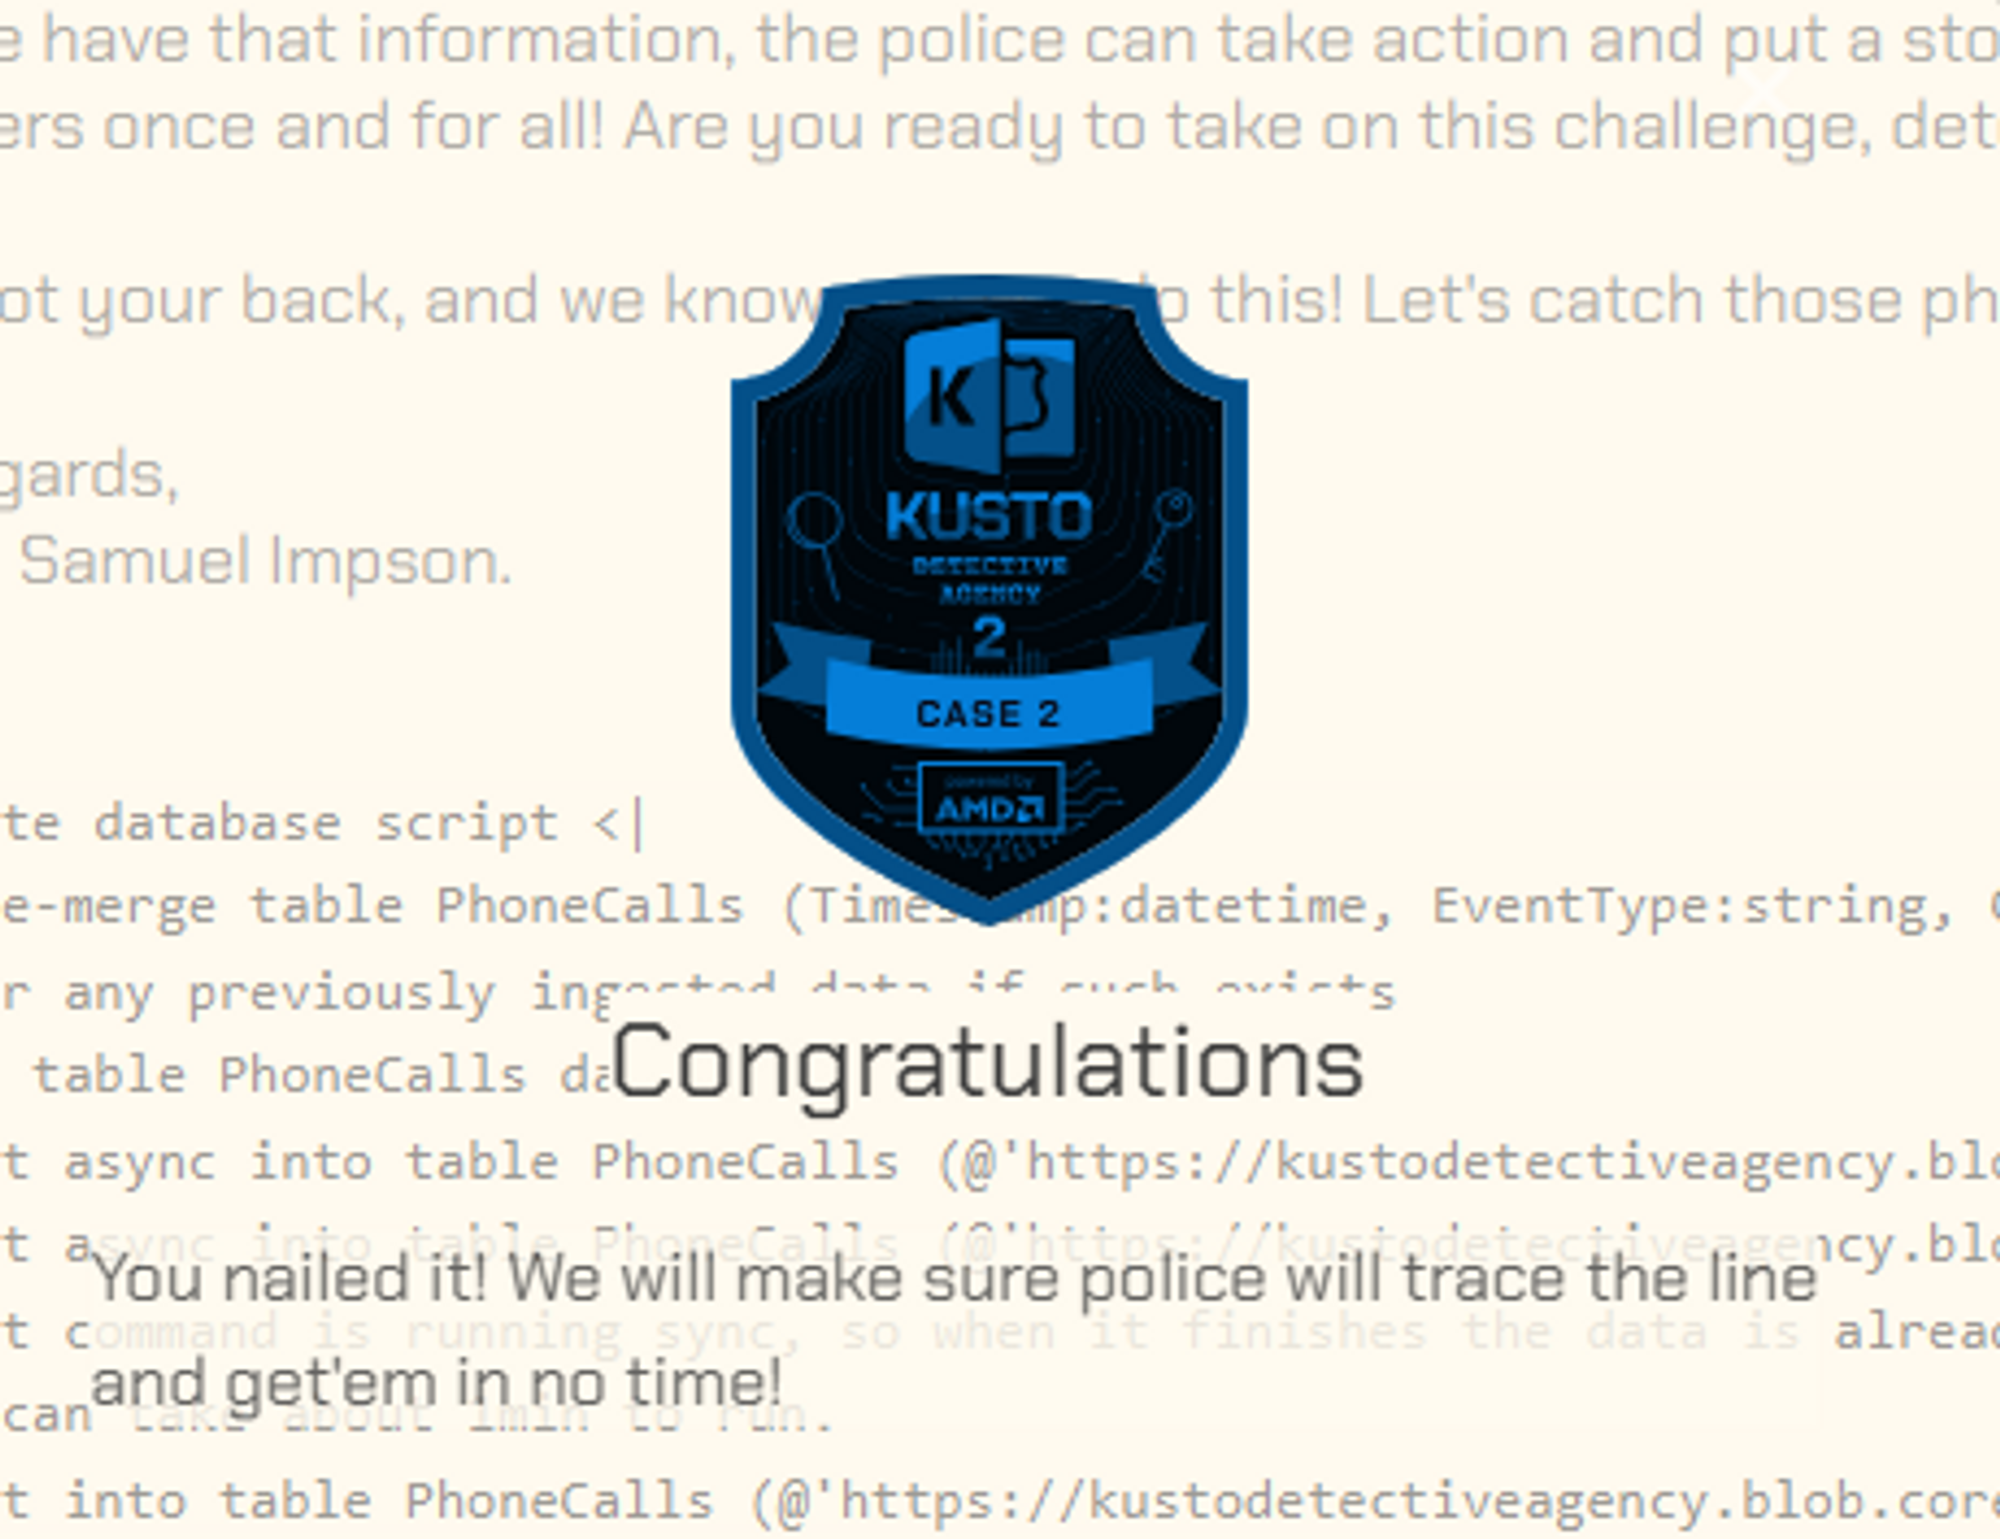 e have that information, the police can take action and put a sto
ers once and for all! Are you ready to take on this challenge, det
ot your back, and we know o this! Let's catch those ph
gards,
Samuel Impson.
K
KUSTO
DETECTIVE
AGENCY
2
CASE 2
powered by
AMD
te database script <|
e-merge table PhoneCalls (Times mp:datetime, EventType:string,
r any previously ingested data if such exists
table PhoneCalls da
Congratulations
t async into table PhoneCalls (@'https://kustodetectiveagency.blo
t async into table PhoneCalls (@'https://kustodetectiveagency.blo
You nailed it! We will make sure police will trace the line
t command is running sync, so when it finishes the data is alread
and get'em in no time!
can take about 1min to run.
t into table PhoneCalls (@'https://kustodetectiveagency.blob.core